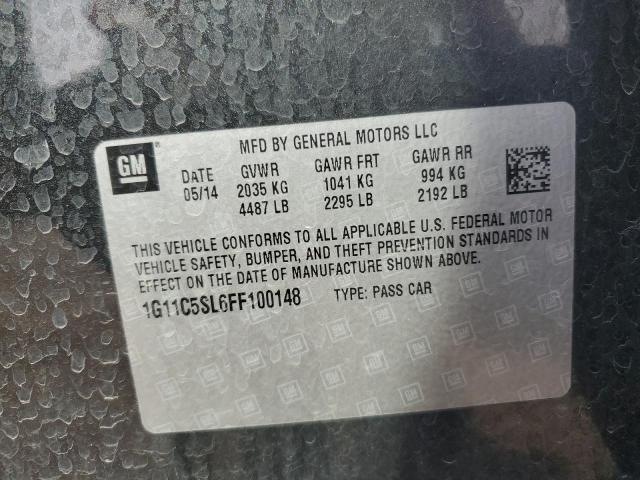 MFD BY GENERAL MOTORS LLC
GM
DATE GVWR GAWR FRT GAWR RR
05/14 2035 KG 1041 KG 994 KG
4487 LB 2295 LB 2192 LB
THIS VEHICLE CONFORMS TO ALL APPLICABLE U.S. FEDERAL MOTOR
VEHICLE SAFETY, BUMPER, AND THEFT PREVENTION STANDARDS IN
EFFECT ON THE DATE OF MANUFACTURE SHOWN ABOVE.
1G11C5SL6FF100148 TYPE: PASS CAR